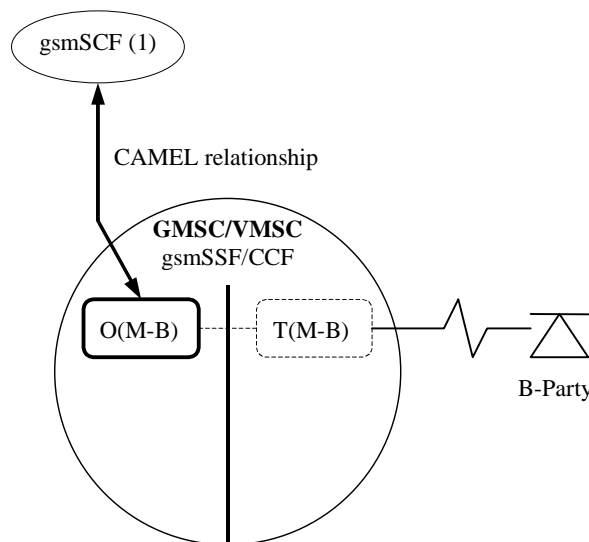 gsmSCF (1)
CAMEL relationship
GMSC/VMSC
gsmSSF/CCF
O(M-B)
T(M-B)
B-Party